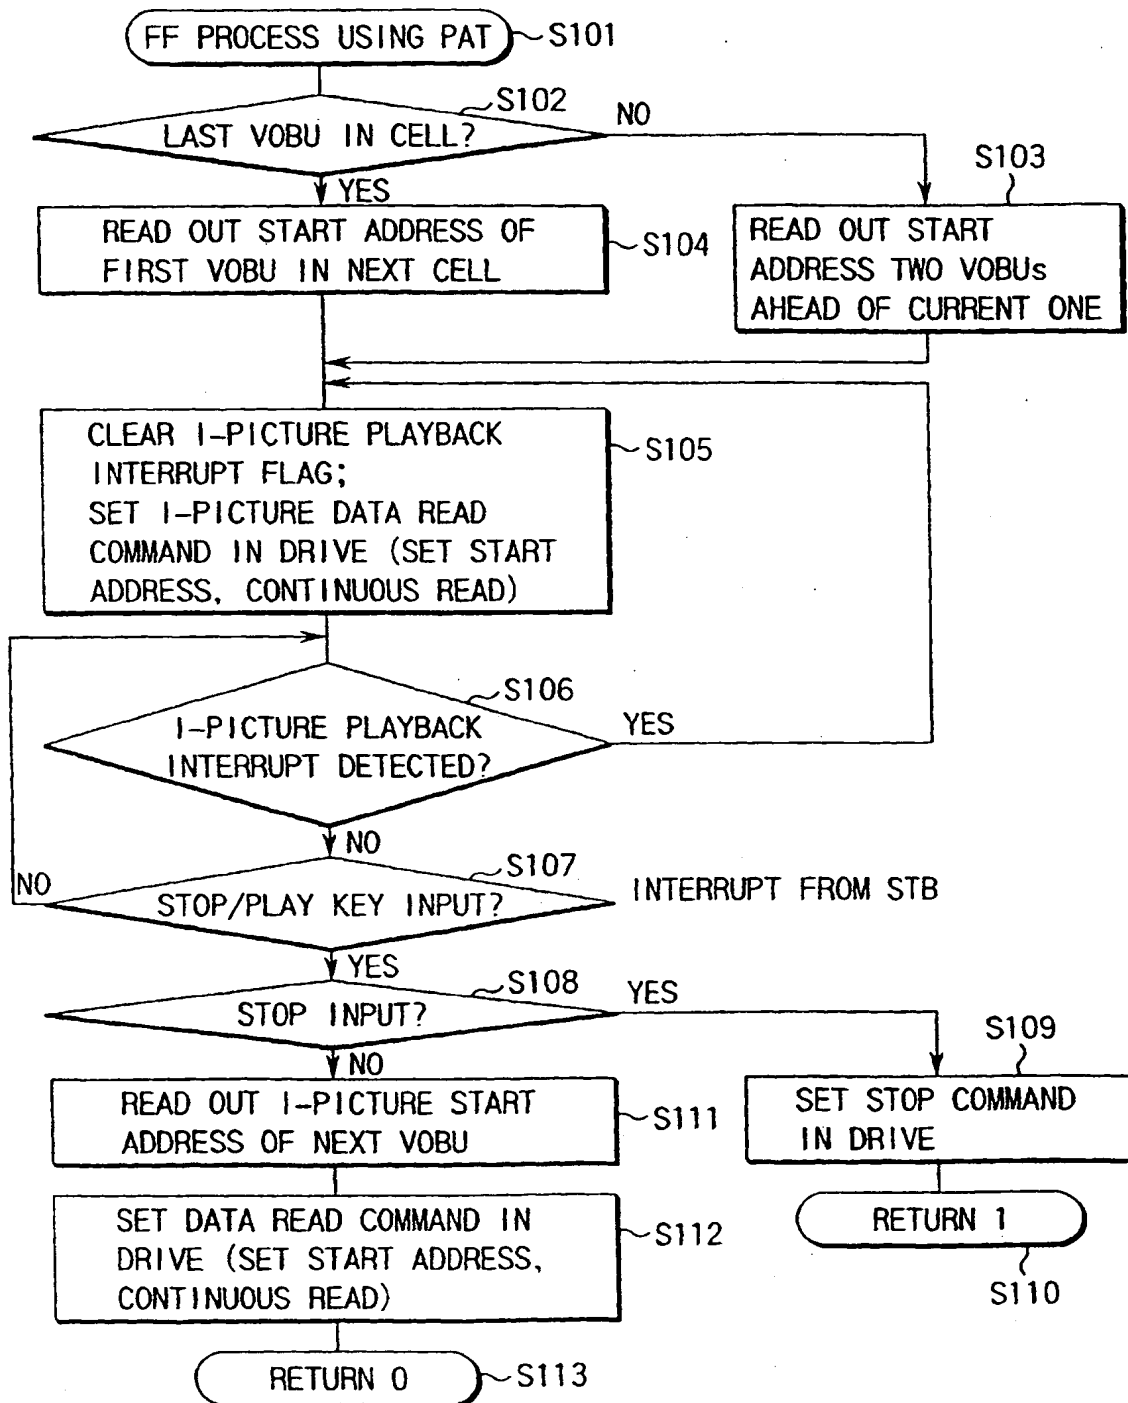 FF PROCESS USING PAT
S101
S102
LAST VOBU IN CELL?
NO
YES
S103
READ OUT START ADDRESS OF
FIRST VOBU IN NEXT CELL
S104
READ OUT START
ADDRESS TWO VOBUs
AHEAD OF CURRENT ONE
CLEAR I-PICTURE PLAYBACK
INTERRUPT FLAG;
SET I-PICTURE DATA READ
COMMAND IN DRIVE (SET START
ADDRESS, CONTINUOUS READ)
S105
S106
I-PICTURE PLAYBACK
INTERRUPT DETECTED?
YES
NO
S107
NO
STOP/PLAY KEY INPUT?
INTERRUPT FROM STB
YES
S108
STOP INPUT?
YES
NO
S109
READ OUT I-PICTURE START
ADDRESS OF NEXT VOBU
S111
SET STOP COMMAND
IN DRIVE
SET DATA READ COMMAND IN
DRIVE (SET START ADDRESS,
CONTINUOUS READ)
S112
RETURN 1
S110
RETURN 0
S113